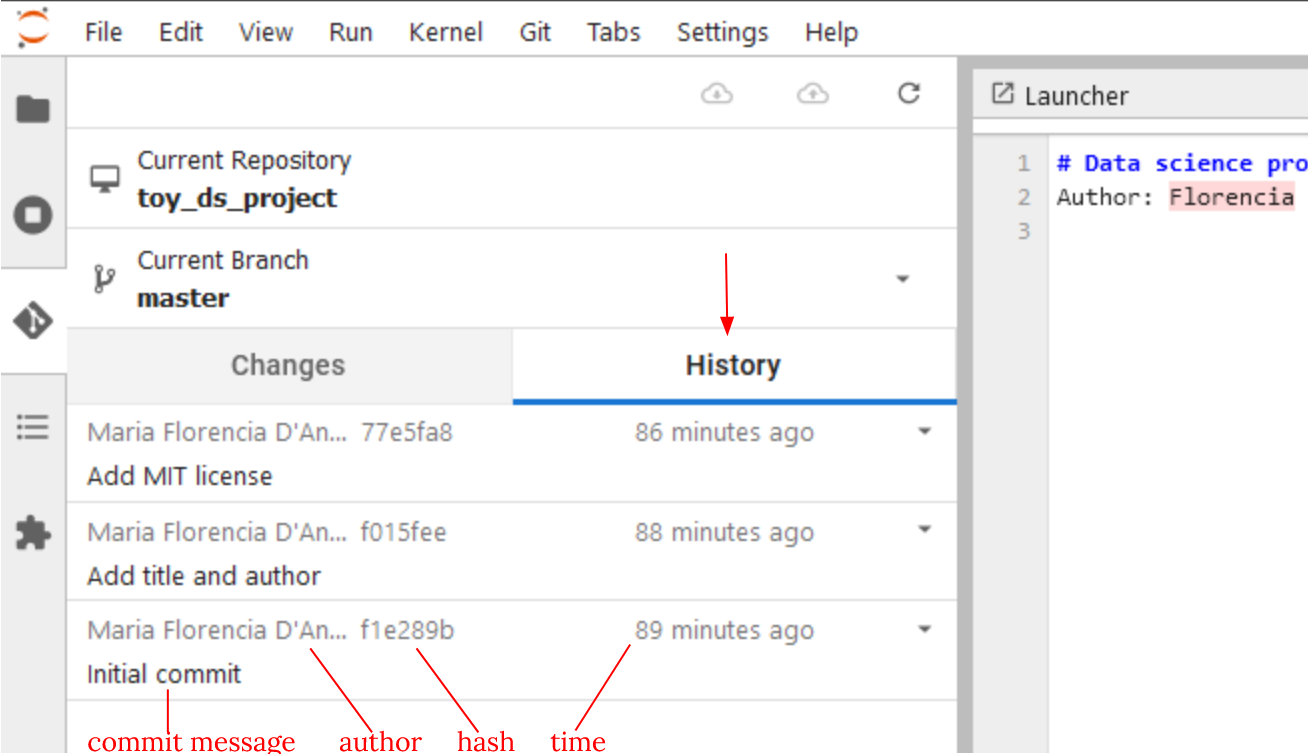 File Edit View Run Kernel Git Tabs Settings Help
Launcher
Current Repository
toy_ds_project
Current Branch
master
Changes History
Maria Florencia D'An... 77e5fa8 86 minutes ago
Add MIT license
Maria Florencia D'An... f015fee 88 minutes ago
Add title and author
Maria Florencia D'An... f1e289b 89 minutes ago
Initial commit
commit message author hash time
1 # Data science pro
2 Author: Florencia
3